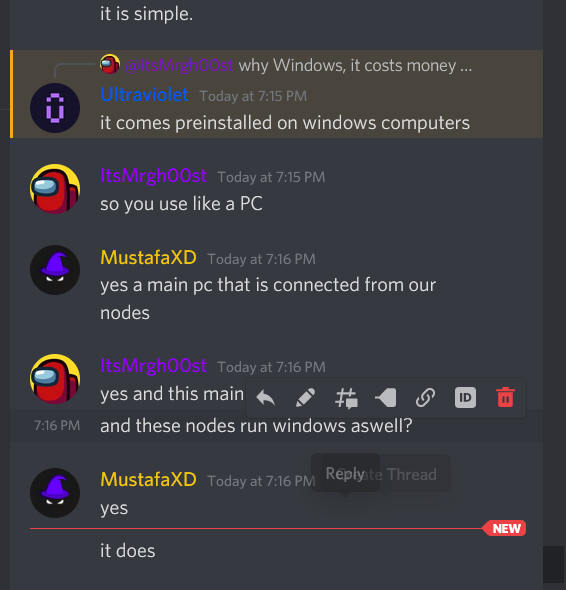 it is simple.
@ItsMrgh00st why Windows, it costs money ...
Ultraviolet Today at 7:15 PM
it comes preinstalled on windows computers
ItsMrgh00st Today at 7:15 PM
so you use like a PC
MustafaXD Today at 7:16 PM
yes a main pc that is connected from our
nodes
ItsMrgh00st Today at 7:16 PM
yes and this main
ID
7:16 PM and these nodes run windows aswell?
MustafaXD Today at 7:16 PM
Reply Thread
yes
NEW
it does